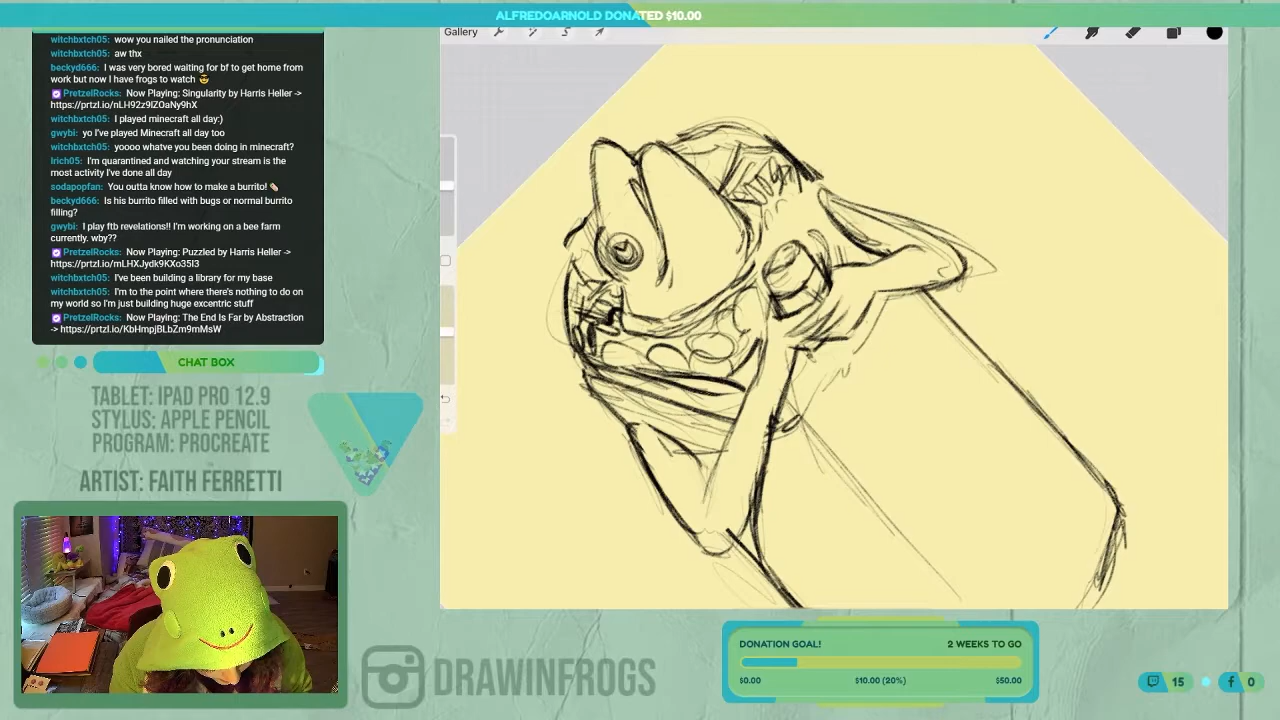 ALFREDOARNOLD DONATED $10.00
witchbxtch05: wow you nailed the pronunciation
witchbxtch05: aw thx
beckyd666: I was very bored waiting for bf to get home from
work but now I have frogs to watch 😎
PretzelRocks: Now Playing: Singularity by Harris Heller ->
https://prtzl.io/nLH92z9lZOaNy9hX
witchbxtch05: I played minecraft all day:)
gwybi: yo I've played Minecraft all day too
witchbxtch05: yoooo whatve you been doing in minecraft?
lrich05: I'm quarantined and watching your stream is the
most activity I've done all day
sodapopfan: You outta know how to make a burrito! 🌯
beckyd666: Is his burrito filled with bugs or normal burrito
filling?
gwybi: I play ftb revelations!! I'm working on a bee farm
currently. wby??
PretzelRocks: Now Playing: Puzzled by Harris Heller ->
https://prtzl.io/mLHXJydk9KXo35I3
witchbxtch05: I've been building a library for my base
witchbxtch05: I'm to the point where there's nothing to do on
my world so I'm just building huge excentric stuff
PretzelRocks: Now Playing: The End Is Far by Abstraction
-> https://prtzl.io/KbHmpjBLbZm9mMsW
CHAT BOX
TABLET: IPAD PRO 12.9
STYLUS: APPLE PENCIL
PROGRAM: PROCREATE
ARTIST: FAITH FERRETTI
Gallery
DRAWINFROGS
DONATION GOAL!
2 WEEKS TO GO
$0.00
$10.00 (20%)
$50.00
15
0